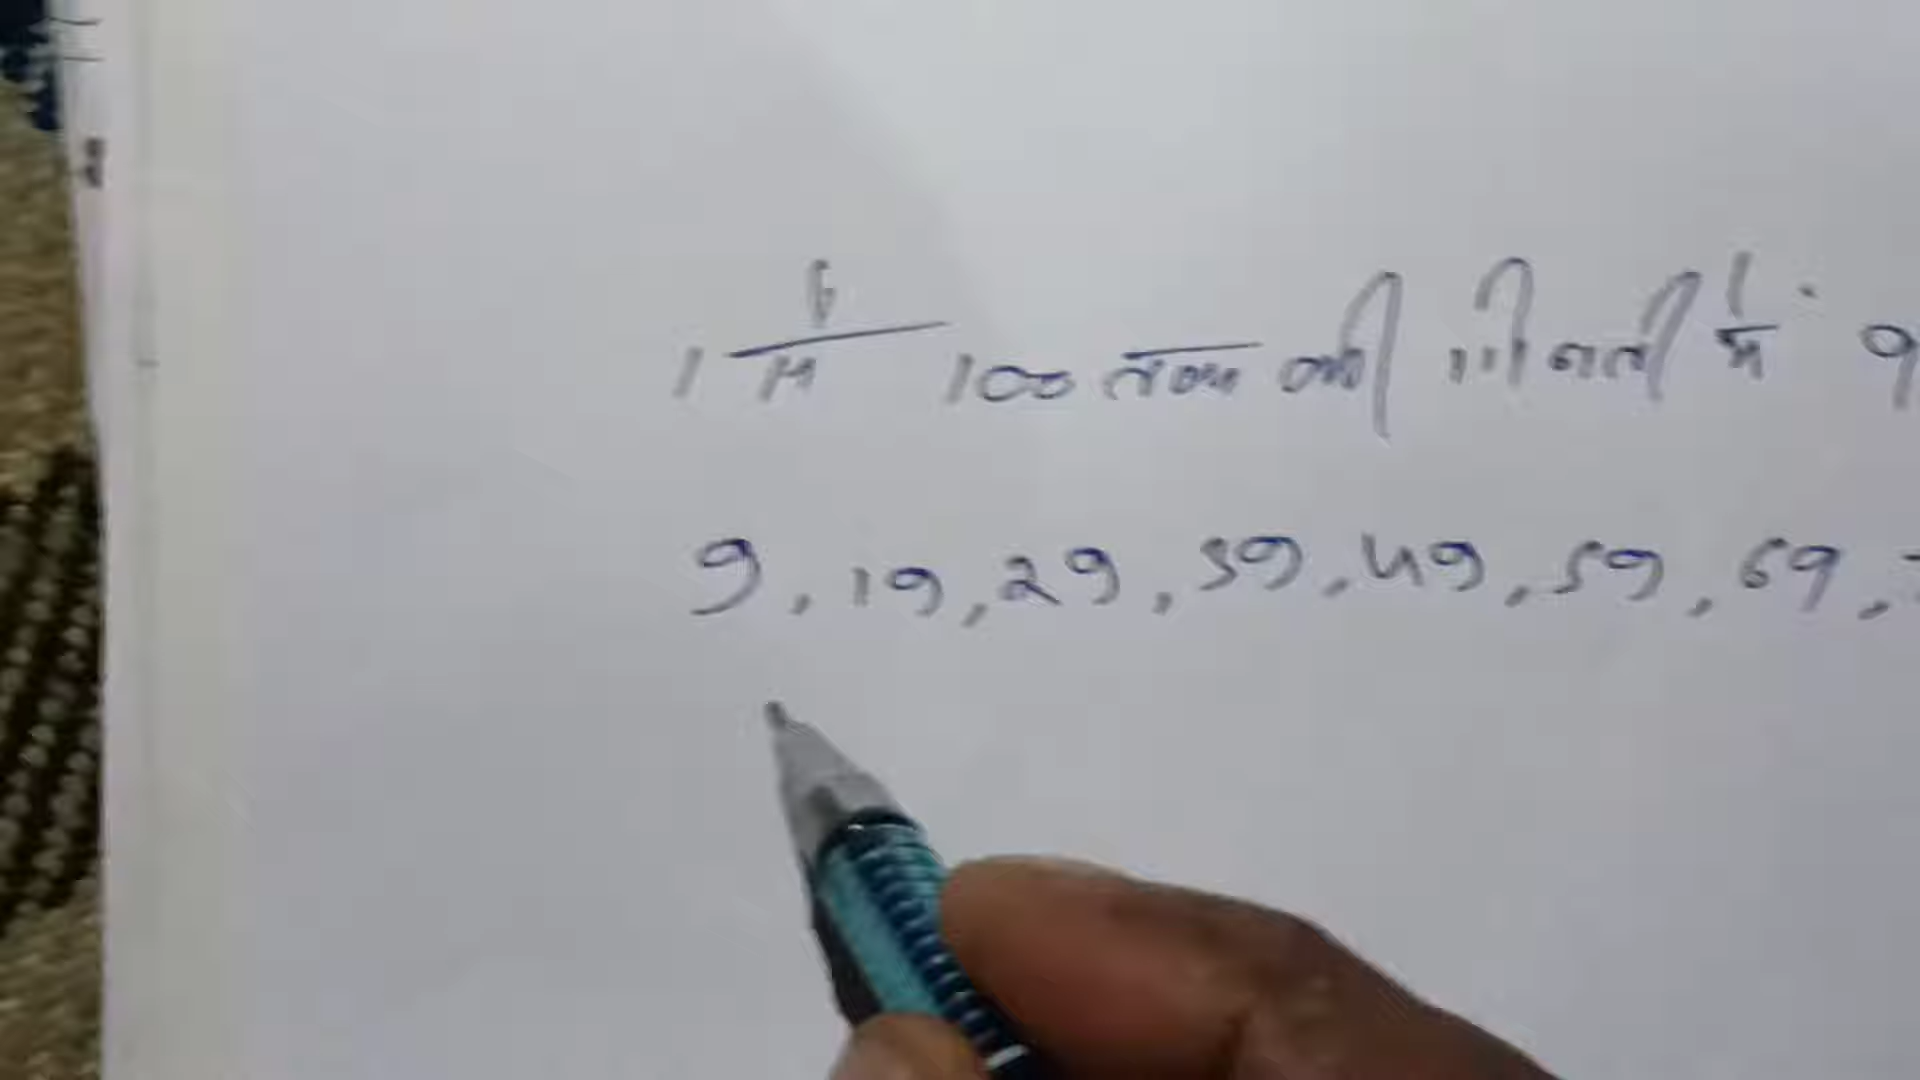 1 से 100 तक की गिनती में 9
9, 19, 29, 39, 49, 59, 69,